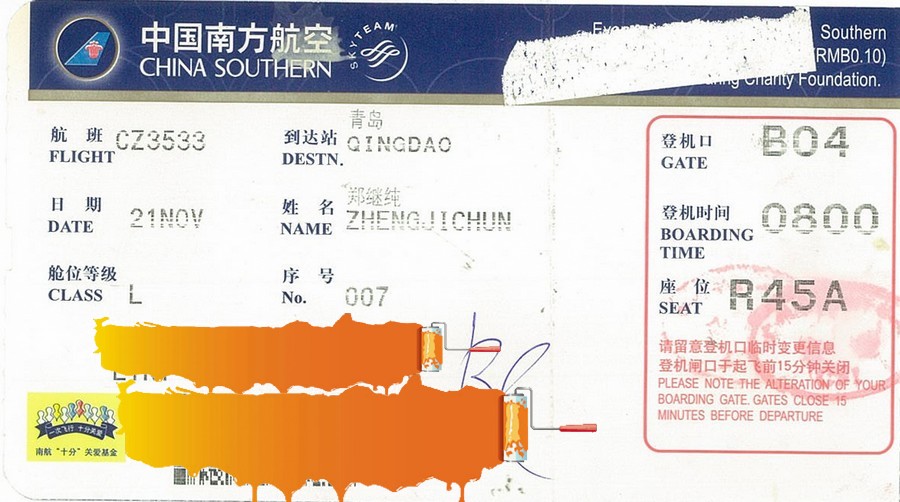 中国南方航空
CHINA SOUTHERN
SKYTEAM
Southern
(RMB0.10)
Charity Foundation.
航 班 CZ3533
FLIGHT
到达站 青岛
DESTN. QINGDAO
登机口 B04
GATE
日 期 21NOV
DATE
姓 名 郑继纯
NAME ZHENGJICHUN
登机时间 0800
BOARDING
TIME
舱位等级
CLASS L
序 号
No. 007
座 位 R45A
SEAT
请留意登机口临时变更信息
登机闸口于起飞前15分钟关闭
PLEASE NOTE THE ALTERATION OF YOUR
BOARDING GATE. GATES CLOSE 15
MINUTES BEFORE DEPARTURE
一次飞行 十分关爱
南航“十分”关爱基金